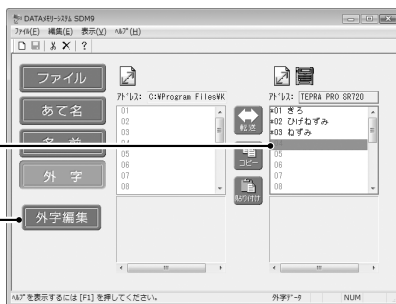 DATAﾒﾓﾘｰｼｽﾃﾑ SDM9
ﾌｧｲﾙ(F) 編集(E) 表示(V) ﾍﾙﾌﾟ(H)
ファイル
あて名
名 前
外 字
外字編集
ｱﾄﾞﾚｽ: C:¥Program Files¥K
01
02
03
04
05
06
07
08
転送
コピー
貼り付け
ｱﾄﾞﾚｽ: TEPRA PRO SR720
*01 きろ
*02 ひげねずみ
*03 ねずみ
05
06
07
08
ﾍﾙﾌﾟを表示するには [F1] を押してください。
外字ﾃﾞｰﾀ NUM